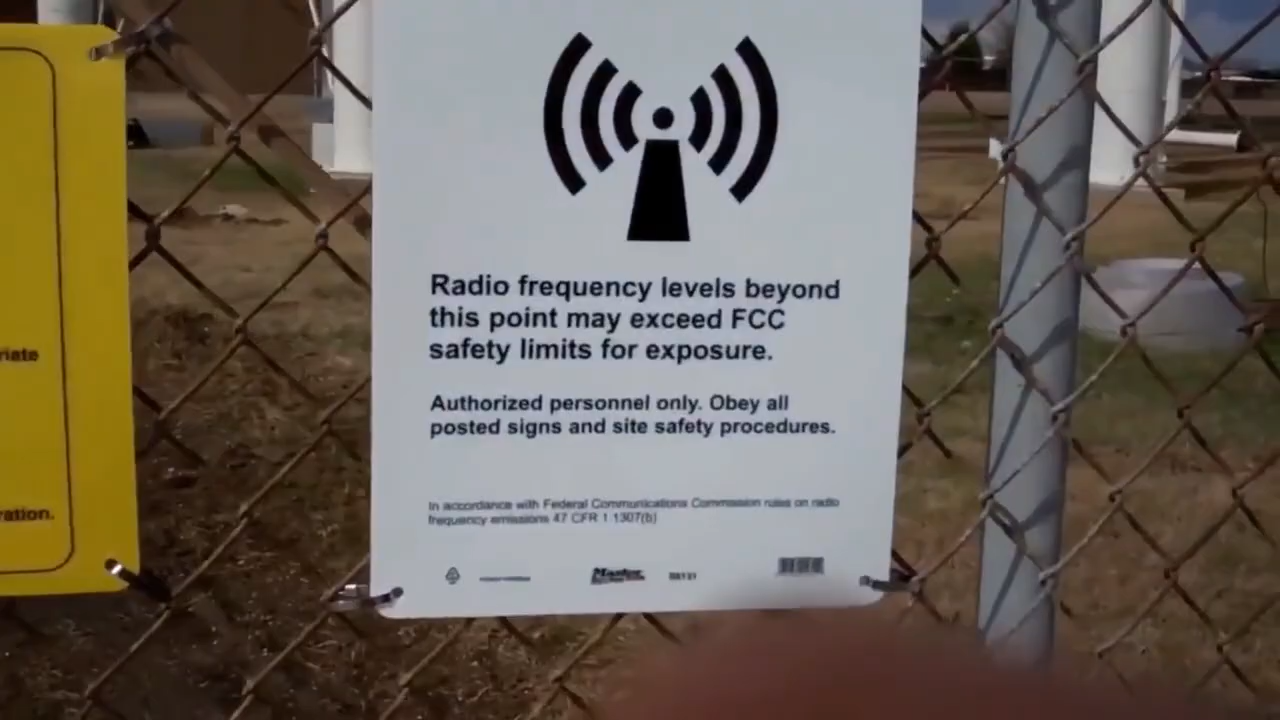 riate
ration.
Radio frequency levels beyond
this point may exceed FCC
safety limits for exposure.
Authorized personnel only. Obey all
posted signs and site safety procedures.
In accordance with Federal Communications Commission rules on radio
frequency emissions 47 CFR 1.1307(b)
Master